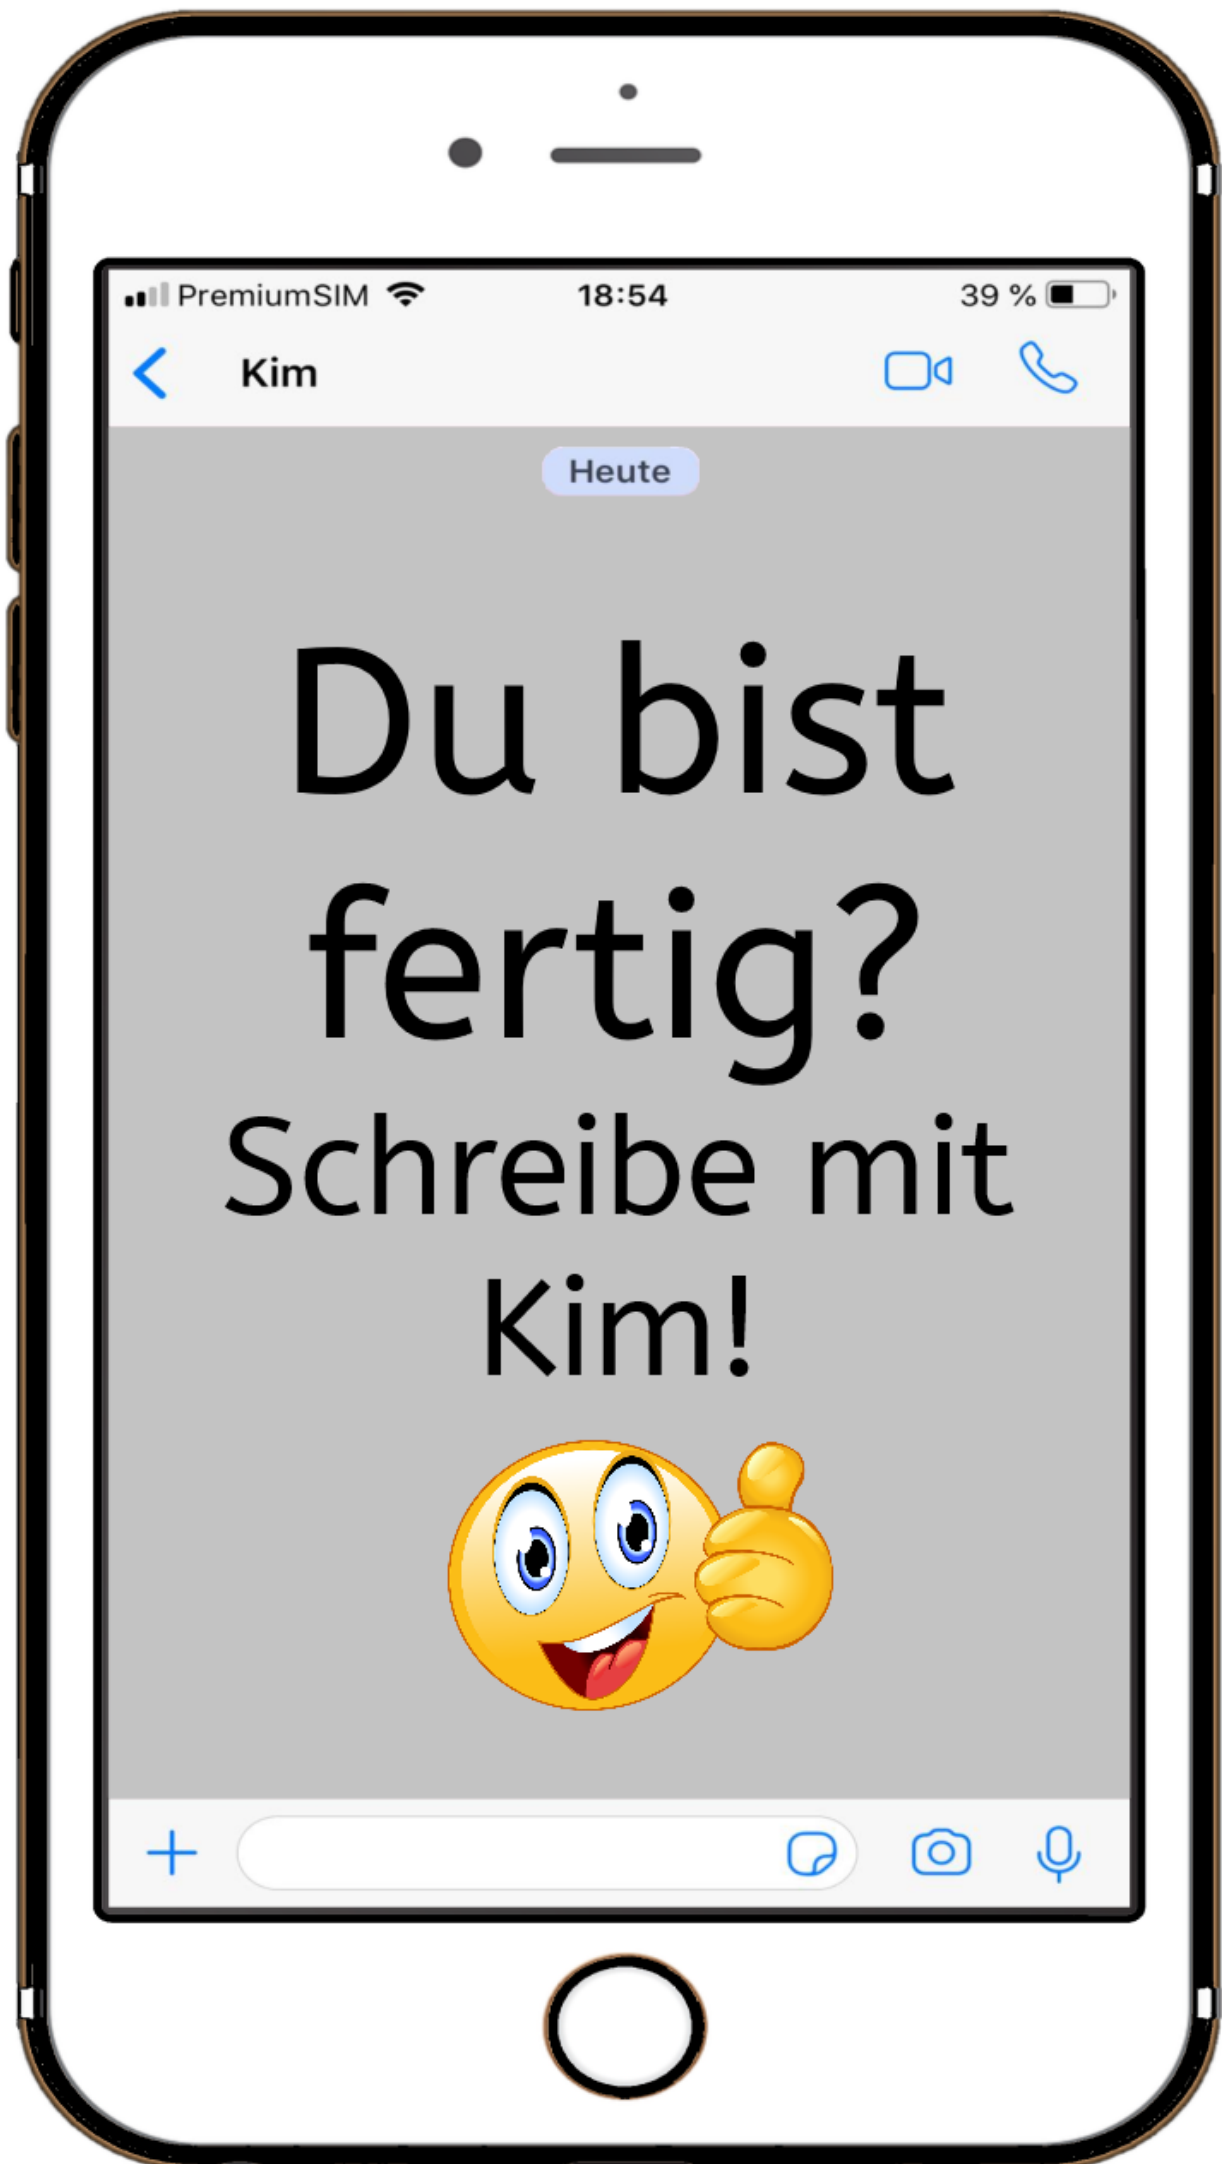 PremiumSIM 18:54 39 %
Kim
Heute
Du bist
fertig?
Schreibe mit
Kim!